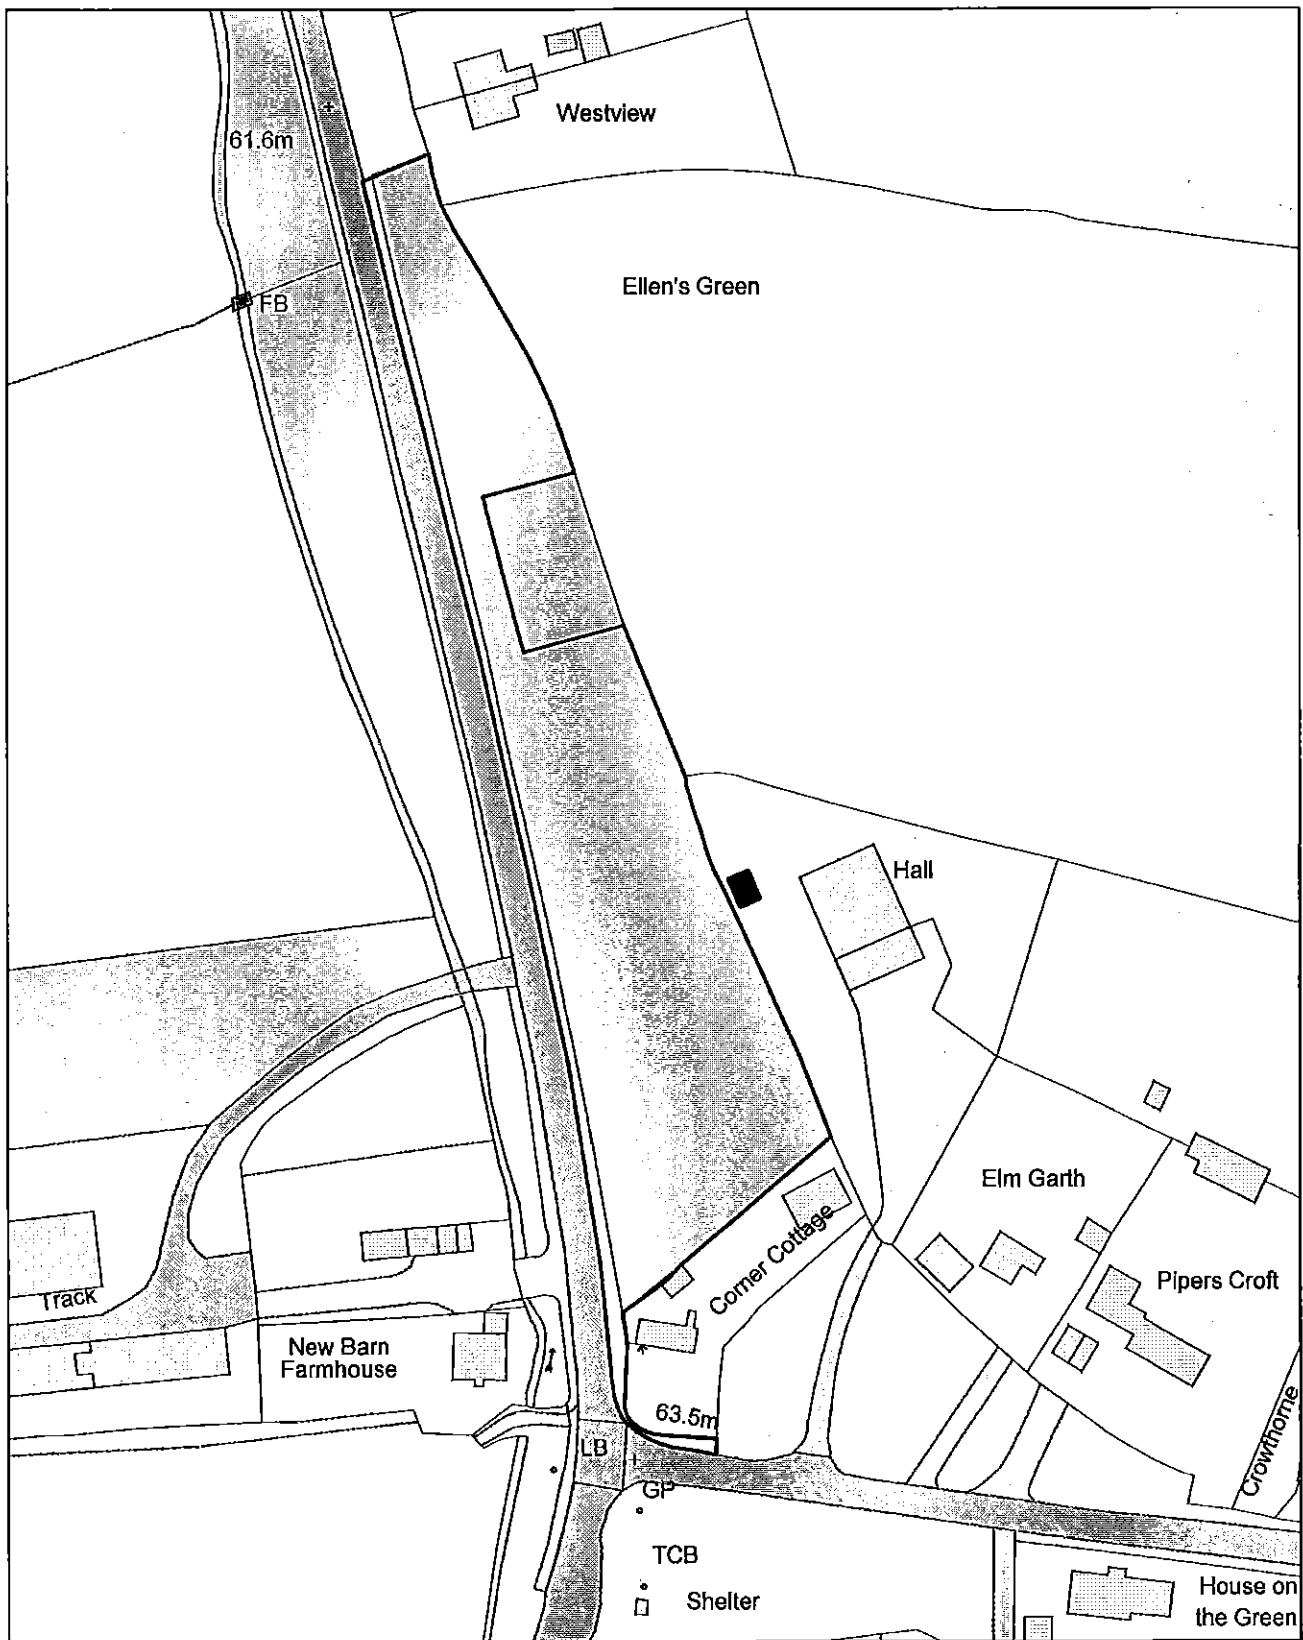 Westview
61.6m
Ellen's Green
FB
Hall
Elm Garth
Corner Cottage
Pipers Croft
Track
New Barn
Farmhouse
63.5m
Crowthorne
LB
GP
TCB
Shelter
House on
the Green